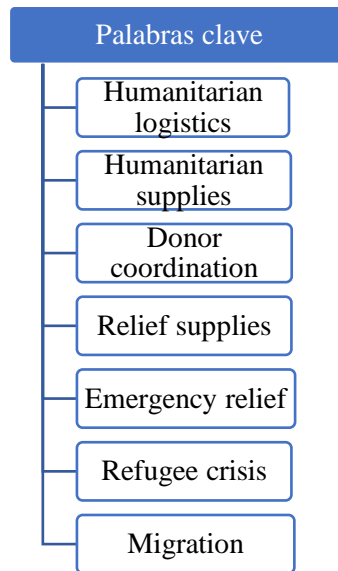 Palabras clave
Humanitarian
logistics
Humanitarian
supplies
Donor
coordination
Relief supplies
Emergency relief
Refugee crisis
Migration